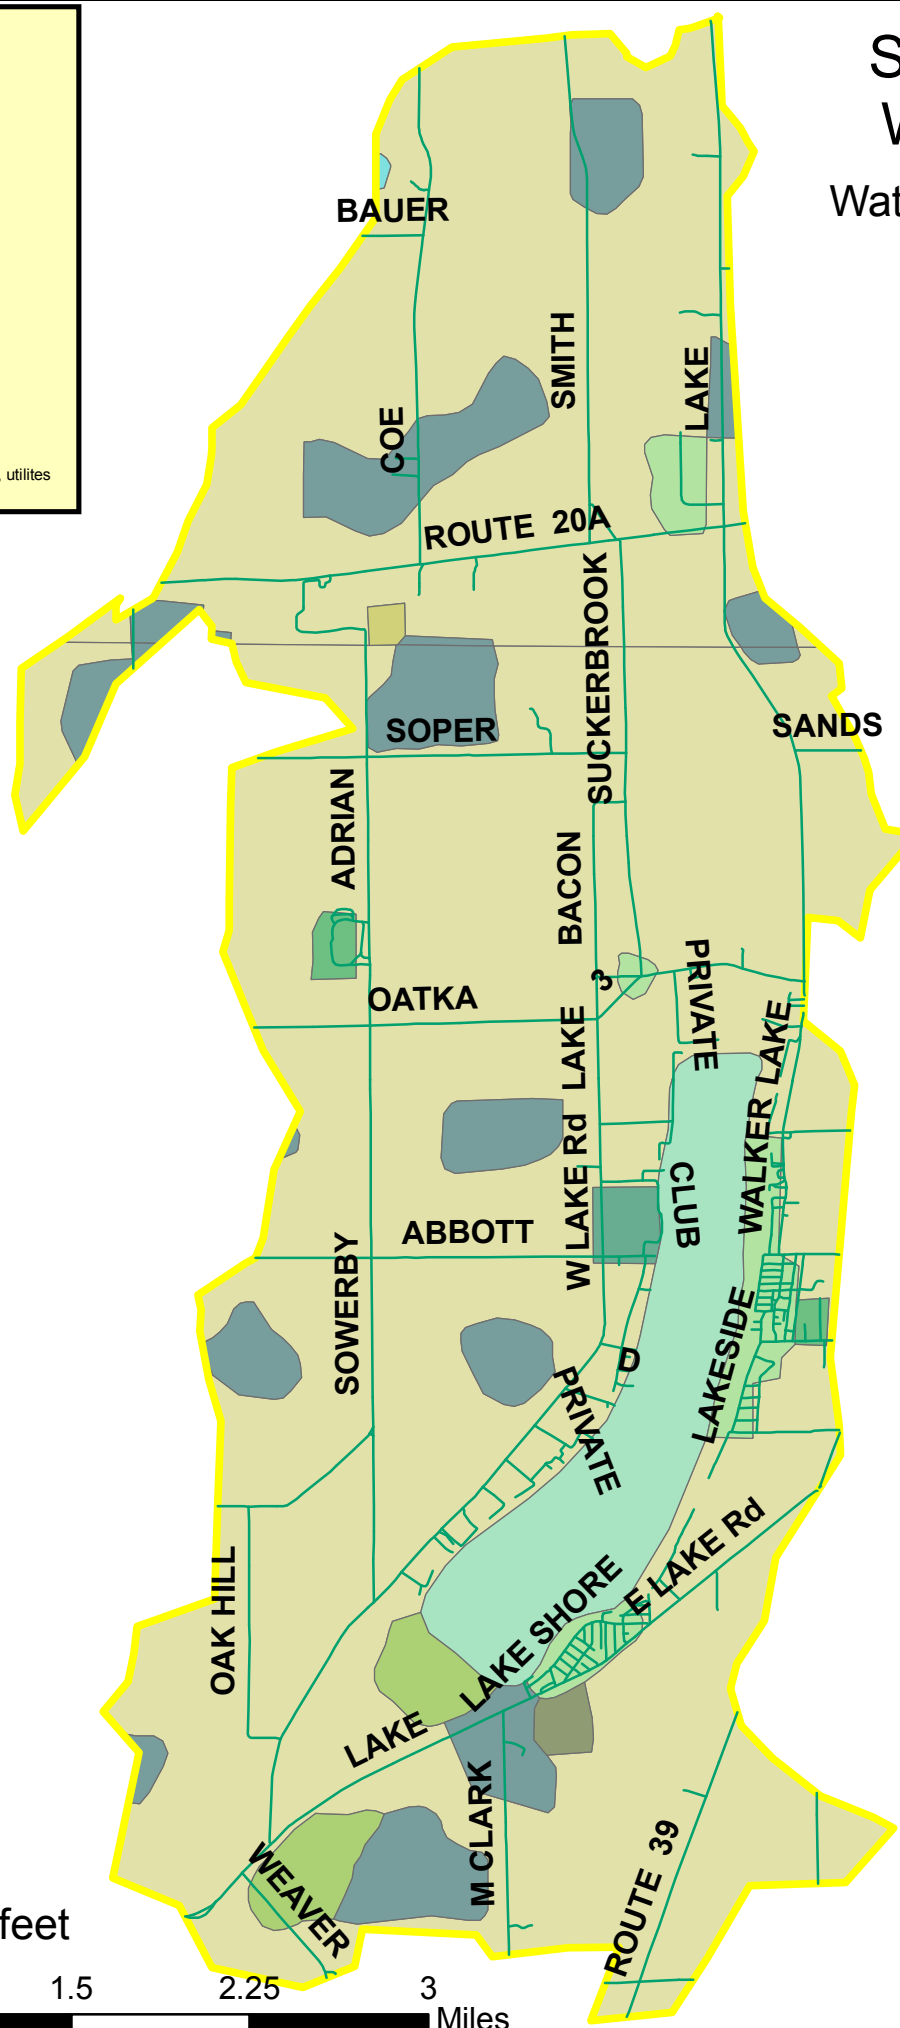 S
W
Wat
, utilites
BAUER
SMITH
LAKE
COE
ROUTE 20A
SUCKERBROOK
SOPER
SANDS
ADRIAN
BACON
PRIVATE
3
OATKA
WALKER LAKE
W LAKE Rd LAKE
CLUB
ABBOTT
SOWERBY
LAKESIDE
D
PRIVATE
E LAKE Rd
OAK HILL
LAKE SHORE
LAKE
M CLARK
ROUTE 39
WEAVER
feet
1.5 2.25 3
Miles